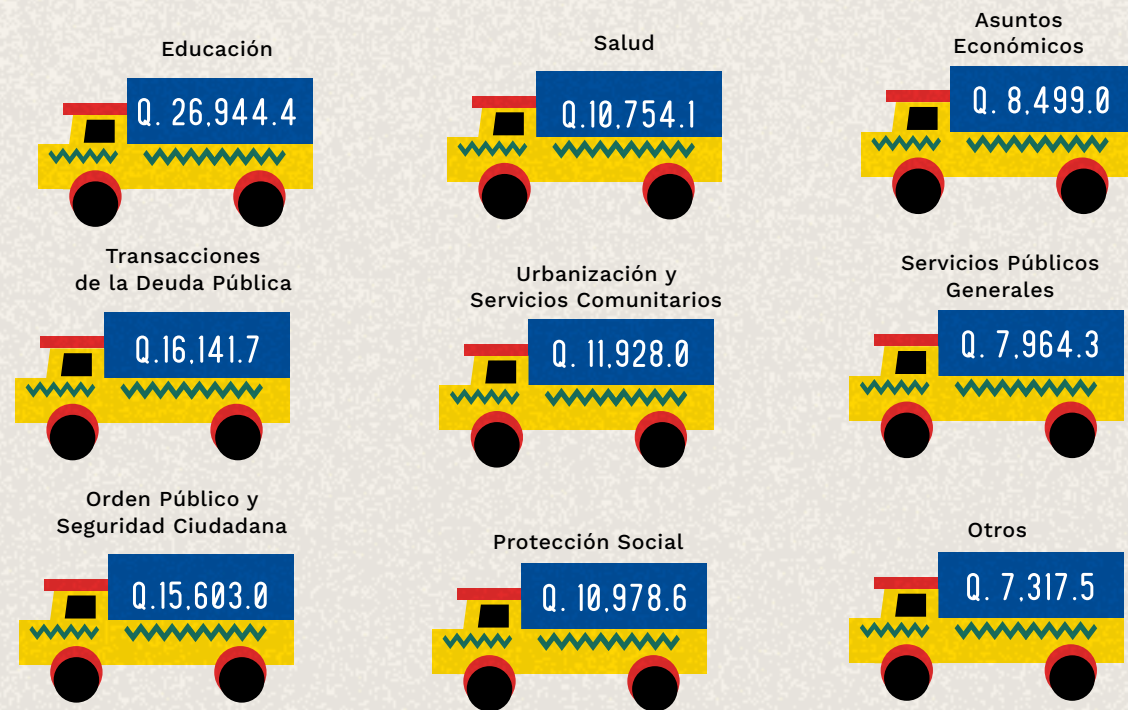 Educación
Q. 26,944.4
Salud
Q.10,754.1
Asuntos
Económicos
Q. 8,499.0
Transacciones
de la Deuda Pública
Q.16,141.7
Urbanización y
Servicios Comunitarios
Q. 11,928.0
Servicios Públicos
Generales
Q. 7,964.3
Orden Público y
Seguridad Ciudadana
Q.15,603.0
Protección Social
Q. 10,978.6
Otros
Q. 7,317.5